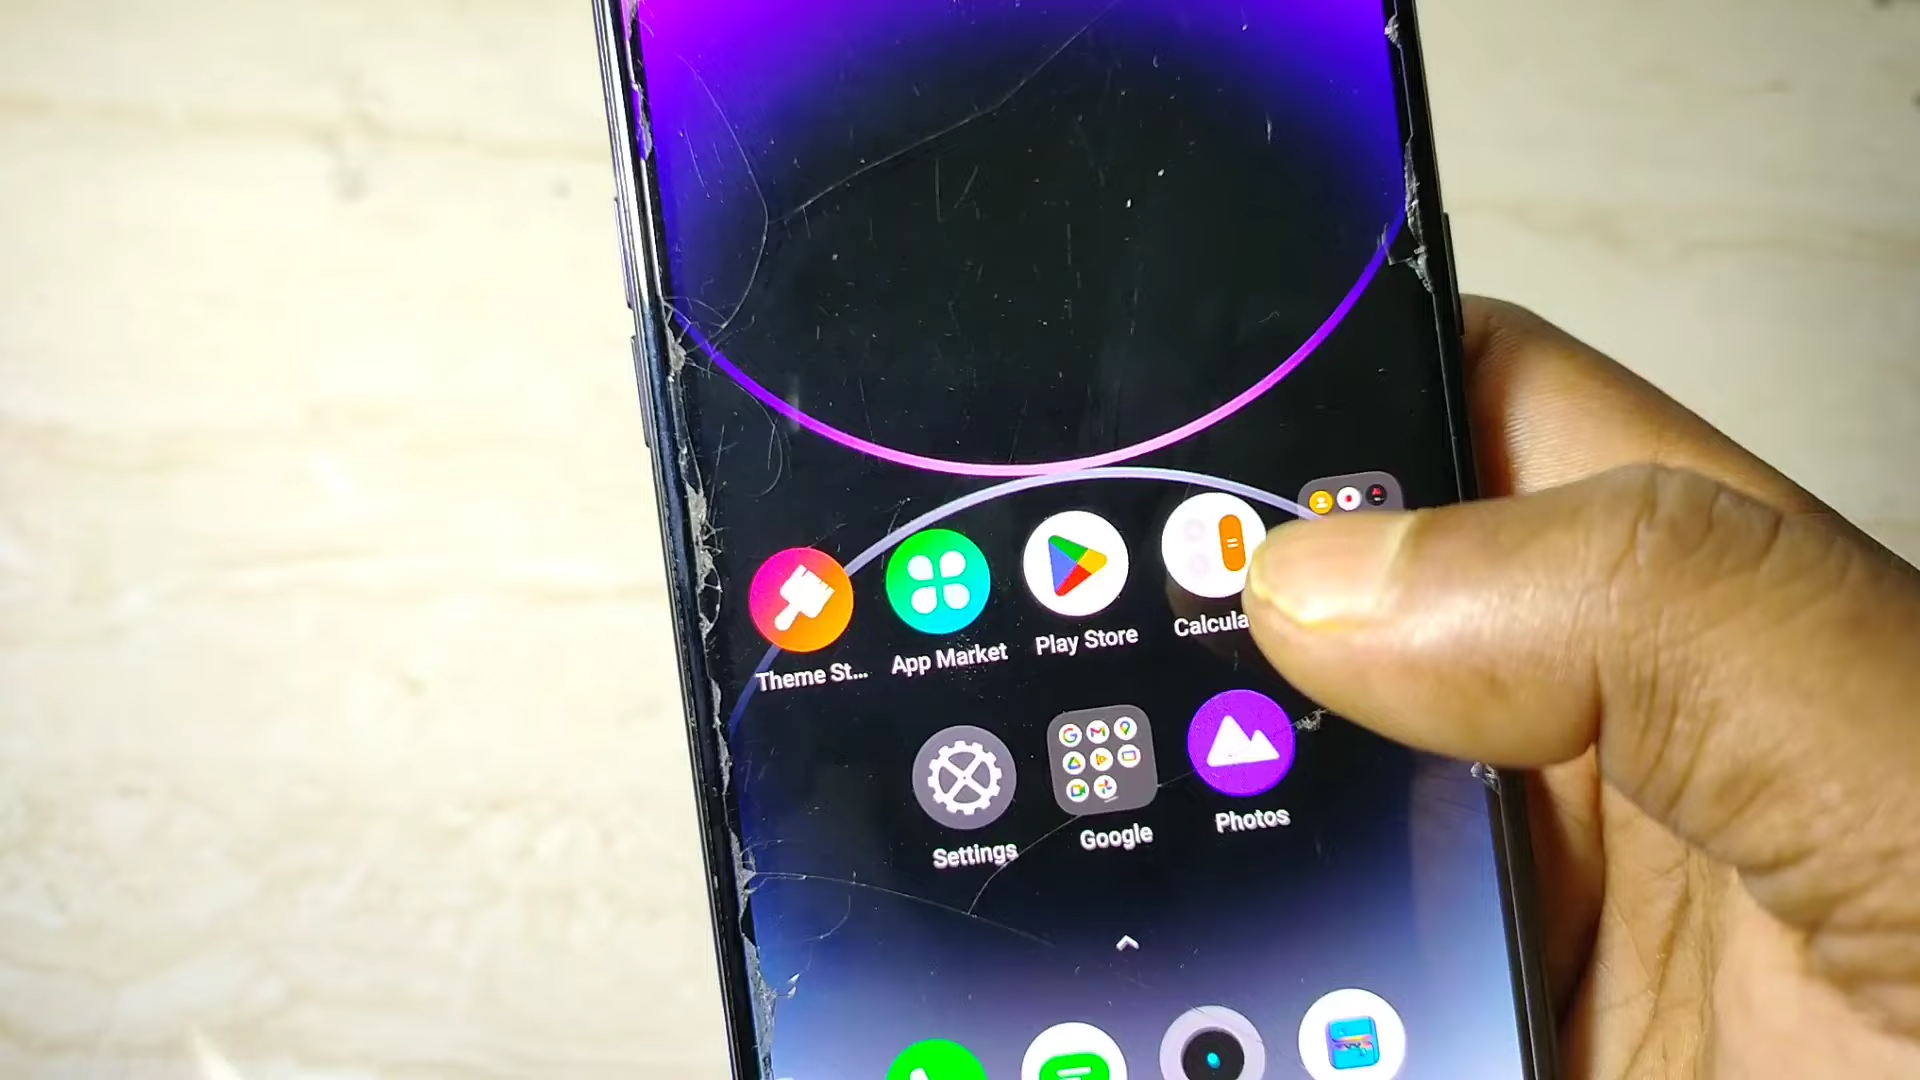 Theme St...
App Market
Play Store
Calcula
Settings
Google
Photos